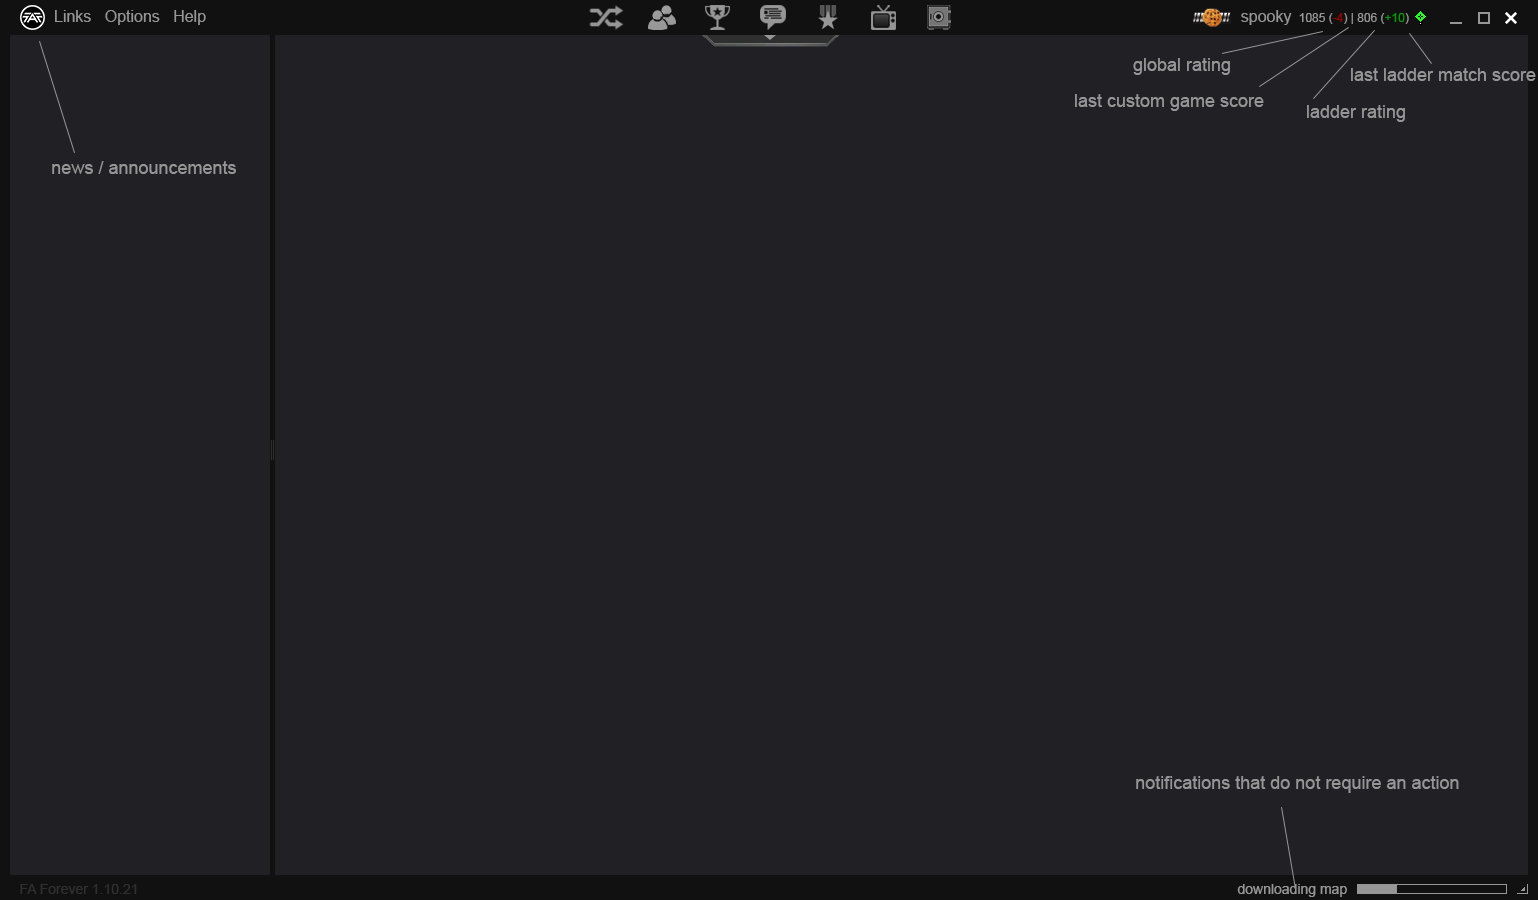 FAF Links Options Help
spooky 1085 (-4) | 806 (+10)
global rating
last ladder match score
last custom game score
ladder rating
news / announcements
notifications that do not require an action
FA Forever 1.10.21
downloading map